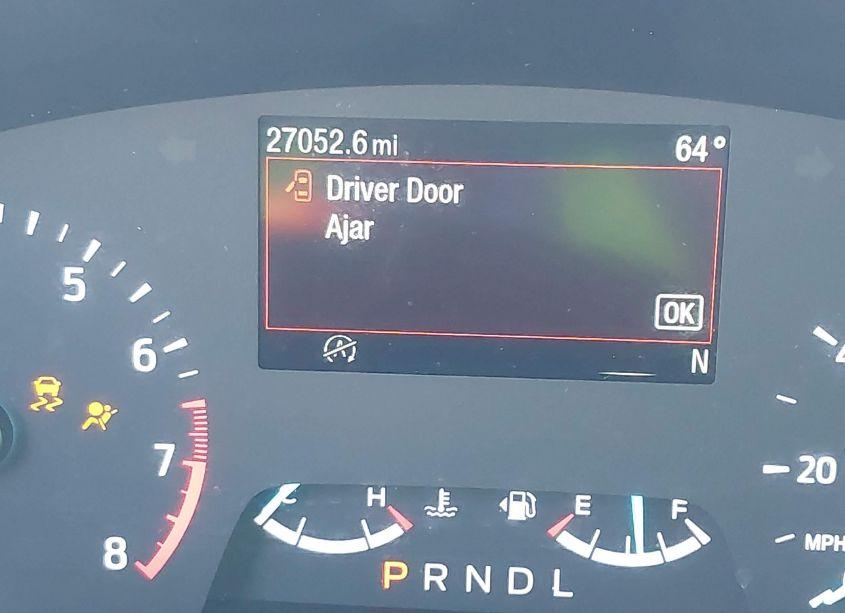 27052.6 mi 64°
Driver Door
Ajar
OK
N
5
6
7
8
H
E F
20
MPH
P R N D L